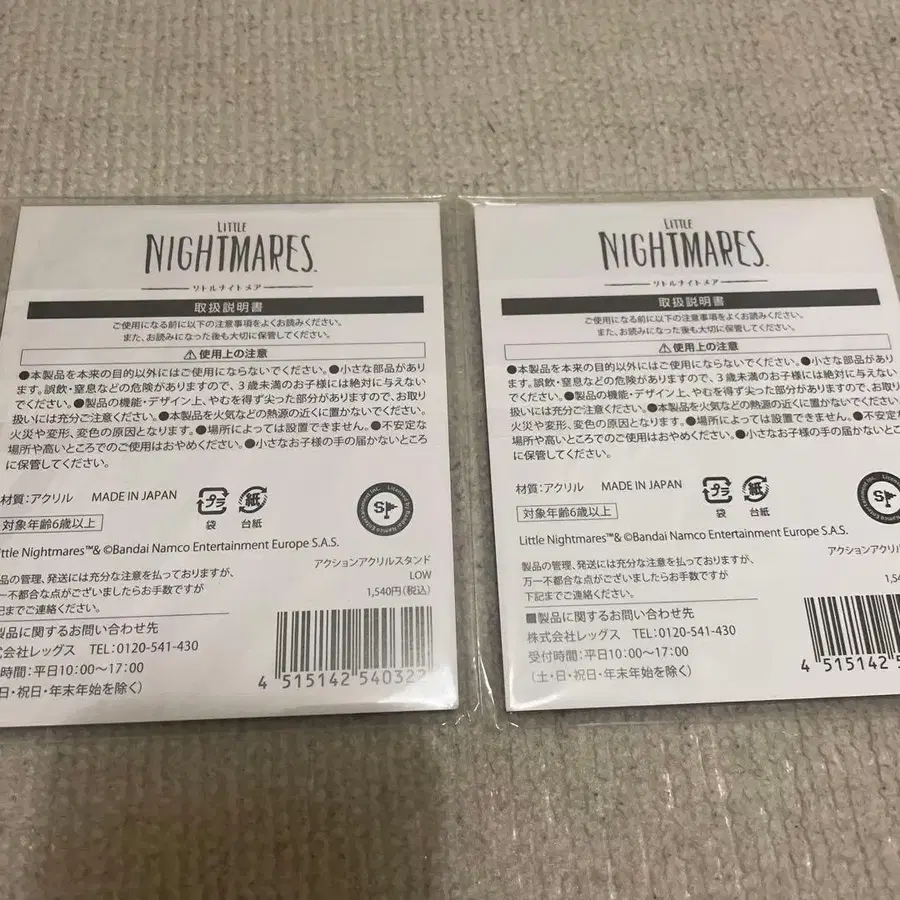 LITTLE
NIGHTMARES™
リトルナイトメア
取扱説明書
ご使用になる前に以下の注意事項をよくお読みください。
また、お読みになった後も大切に保管してください。
⚠使用上の注意
●本製品を本来の目的以外にはご使用にならないでください。●小さな部品があり
ます。誤飲・窒息などの危険がありますので、3歳未満のお子様には絶対に与えない
でください。●製品の機能・デザイン上、やむを得ず尖った部分がありますので、お取り
扱いには充分ご注意ください。●本製品を火気などの熱源の近くに置かないでください。
火災や変形、変色の原因となります。●場所によっては設置できません。●不安定な
場所や高いところでのご使用はおやめください。●小さなお子様の手の届かないところ
に保管してください。
材質:アクリル MADE IN JAPAN
プラ
袋
紙
台紙
対象年齢6歳以上
SP
Licensed by Bandai Namco Entertainment Inc.
ittle Nightmares™& ©Bandai Namco Entertainment Europe S.A.S.
品の管理、発送には充分な注意を払っておりますが、
一不都合な点がございましたらお手数ですが
記までご連絡ください。
アクションアクリルスタンド
LOW
1,540円(税込)
製品に関するお問い合わせ先
会社レッグス TEL:0120-541-430
時間:平日10:00〜17:00
日・祝日・年末年始を除く)
4 515142 540322
LITTLE
NIGHTMARES™
リトルナイトメア
取扱説明書
ご使用になる前に以下の注意事項をよくお読みください。
また、お読みになった後も大切に保管してください。
⚠使用上の注意
●本製品を本来の目的以外にはご使用にならないでください。●小さな部品があり
ます。誤飲・窒息などの危険がありますので、3歳未満のお子様には絶対に与えない
でください。●製品の機能・デザイン上、やむを得ず尖った部分がありますので、お取り
扱いには充分ご注意ください。●本製品を火気などの熱源の近くに置かないでください。
火災や変形、変色の原因となります。●場所によっては設置できません。●不安定な
場所や高いところでのご使用はおやめください。●小さなお子様の手の届かないとこ
に保管してください。
材質:アクリル MADE IN JAPAN
プラ
袋
紙
台紙
対象年齢6歳以上
SP
Little Nightmares™& ©Bandai Namco Entertainment Europe S.A.S.
製品の管理、発送には充分な注意を払っておりますが、
万一不都合な点がございましたらお手数ですが
下記までご連絡ください。
アクションアクリル
1,54
■製品に関するお問い合わせ先
株式会社レッグス TEL:0120-541-430
受付時間:平日10:00〜17:00
(土・日・祝日・年末年始を除く)
4 515142 5